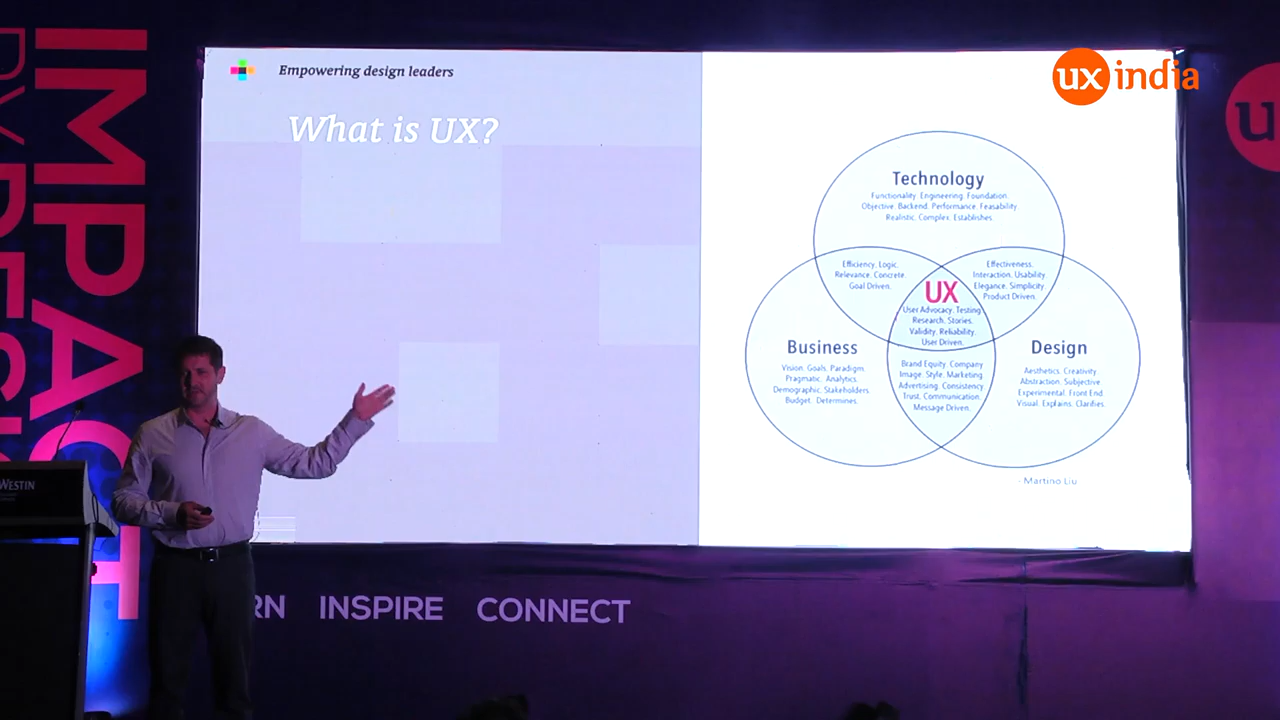 IMPACT
Empowering design leaders
What is UX?
ux india
u
Technology
Functionality. Engineering. Foundation.
Objective. Backend. Performance. Feasability
Realistic. Complex. Establishes.
Efficiency. Logic.
Relevance. Concrete.
Goal Driven.
Effectiveness.
Interaction. Usability.
Elegance. Simplicity.
Product Driven.
UX
User Advocacy. Testing
Research. Stories.
Validity. Reliability.
User Driven.
Business
Vision. Goals. Paradigm.
Pragmatic. Analytics.
Demographic. Stakeholders
Budget. Determines.
Brand Equity. Company
Image. Style. Marketing.
Advertising. Consistency.
Trust. Communication.
Message Driven.
Design
Aesthetics. Creativity.
Abstraction. Subjective.
Experimental. Front End.
Visual. Explains. Clarifies.
- Martino Liu
WESTIN
RN INSPIRE CONNECT